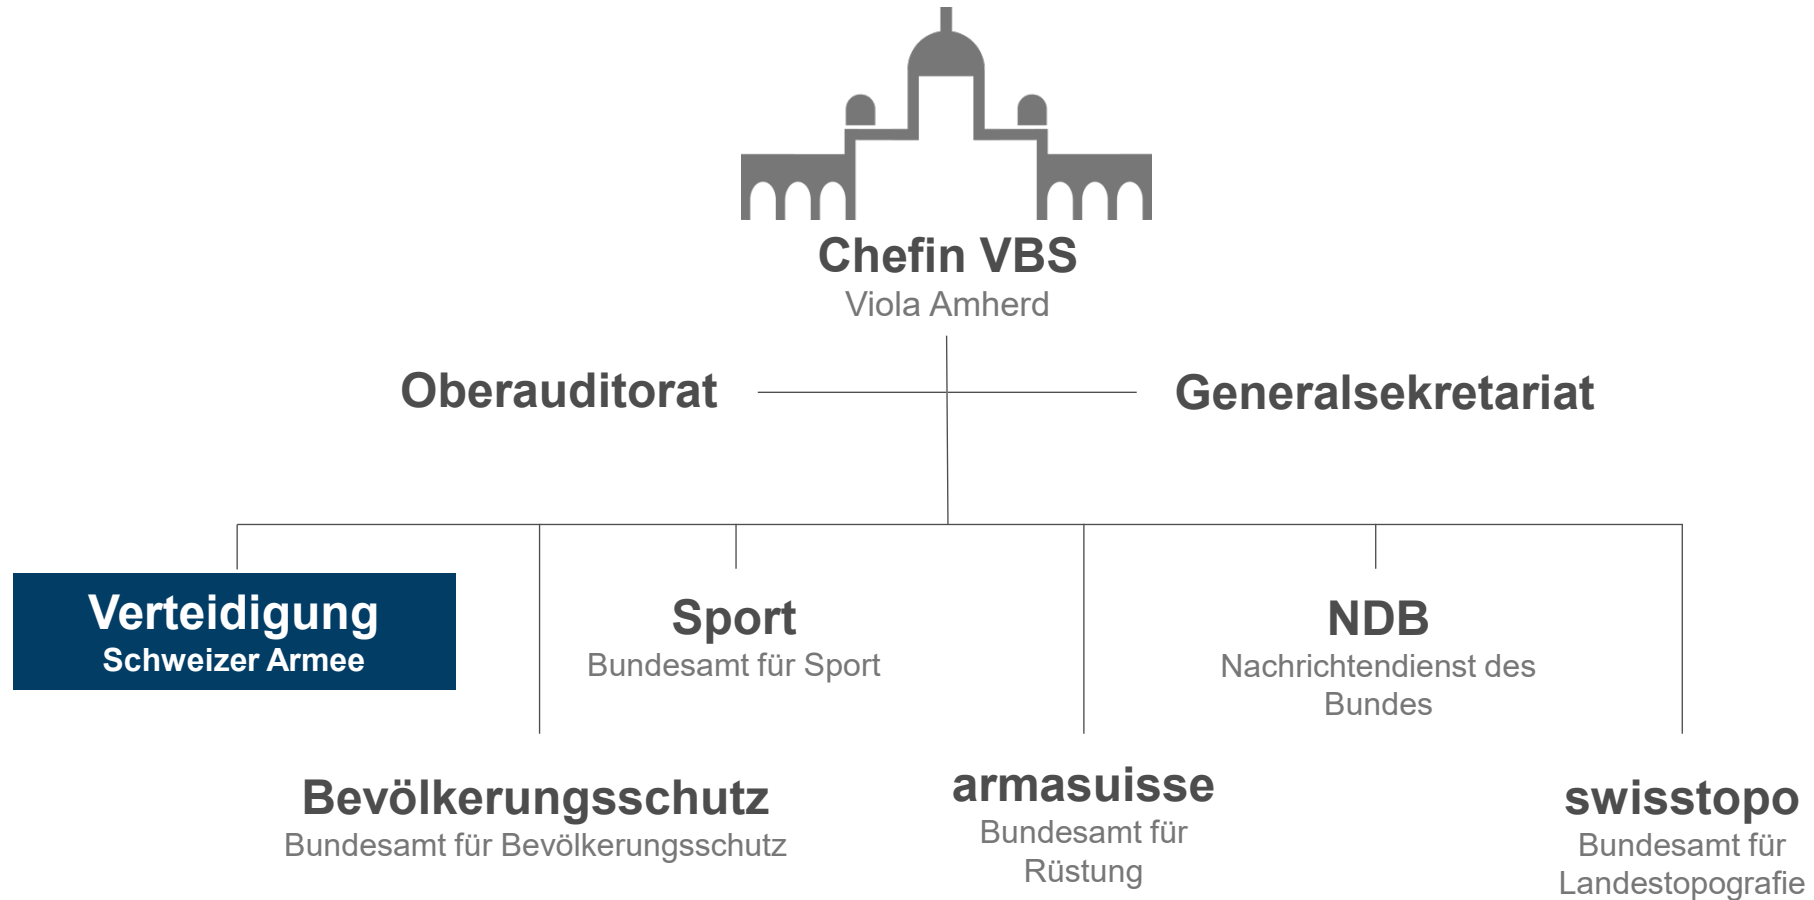 Chefin VBS
Viola Amherd
Oberauditorat
Generalsekretariat
Verteidigung
Schweizer Armee
Sport
Bundesamt für Sport
NDB
Nachrichtendienst des
Bundes
Bevölkerungsschutz
Bundesamt für Bevölkerungsschutz
armasuisse
Bundesamt für
Rüstung
swisstopo
Bundesamt für
Landestopografie